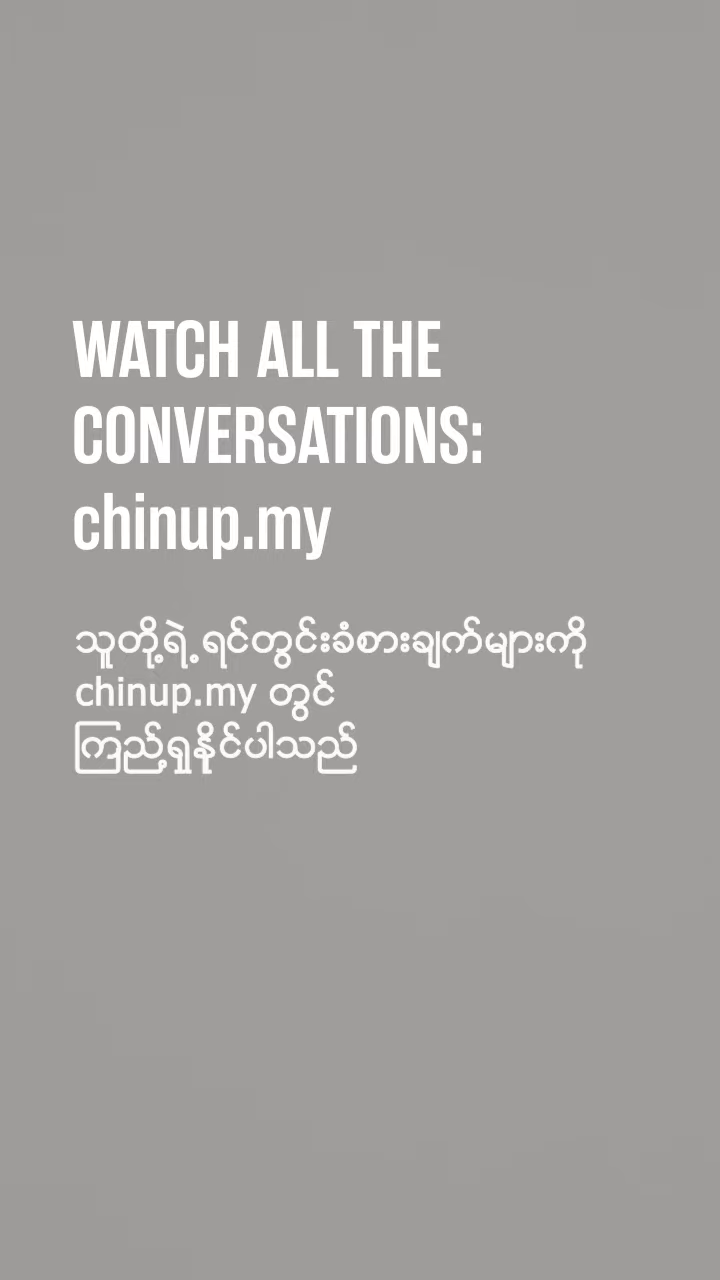 WATCH ALL THE
CONVERSATIONS:
chinup.my
သူတို့ရဲ့ ရင်တွင်းခံစားချက်များကို
chinup.my တွင်
ကြည့်ရှုနိုင်ပါသည်